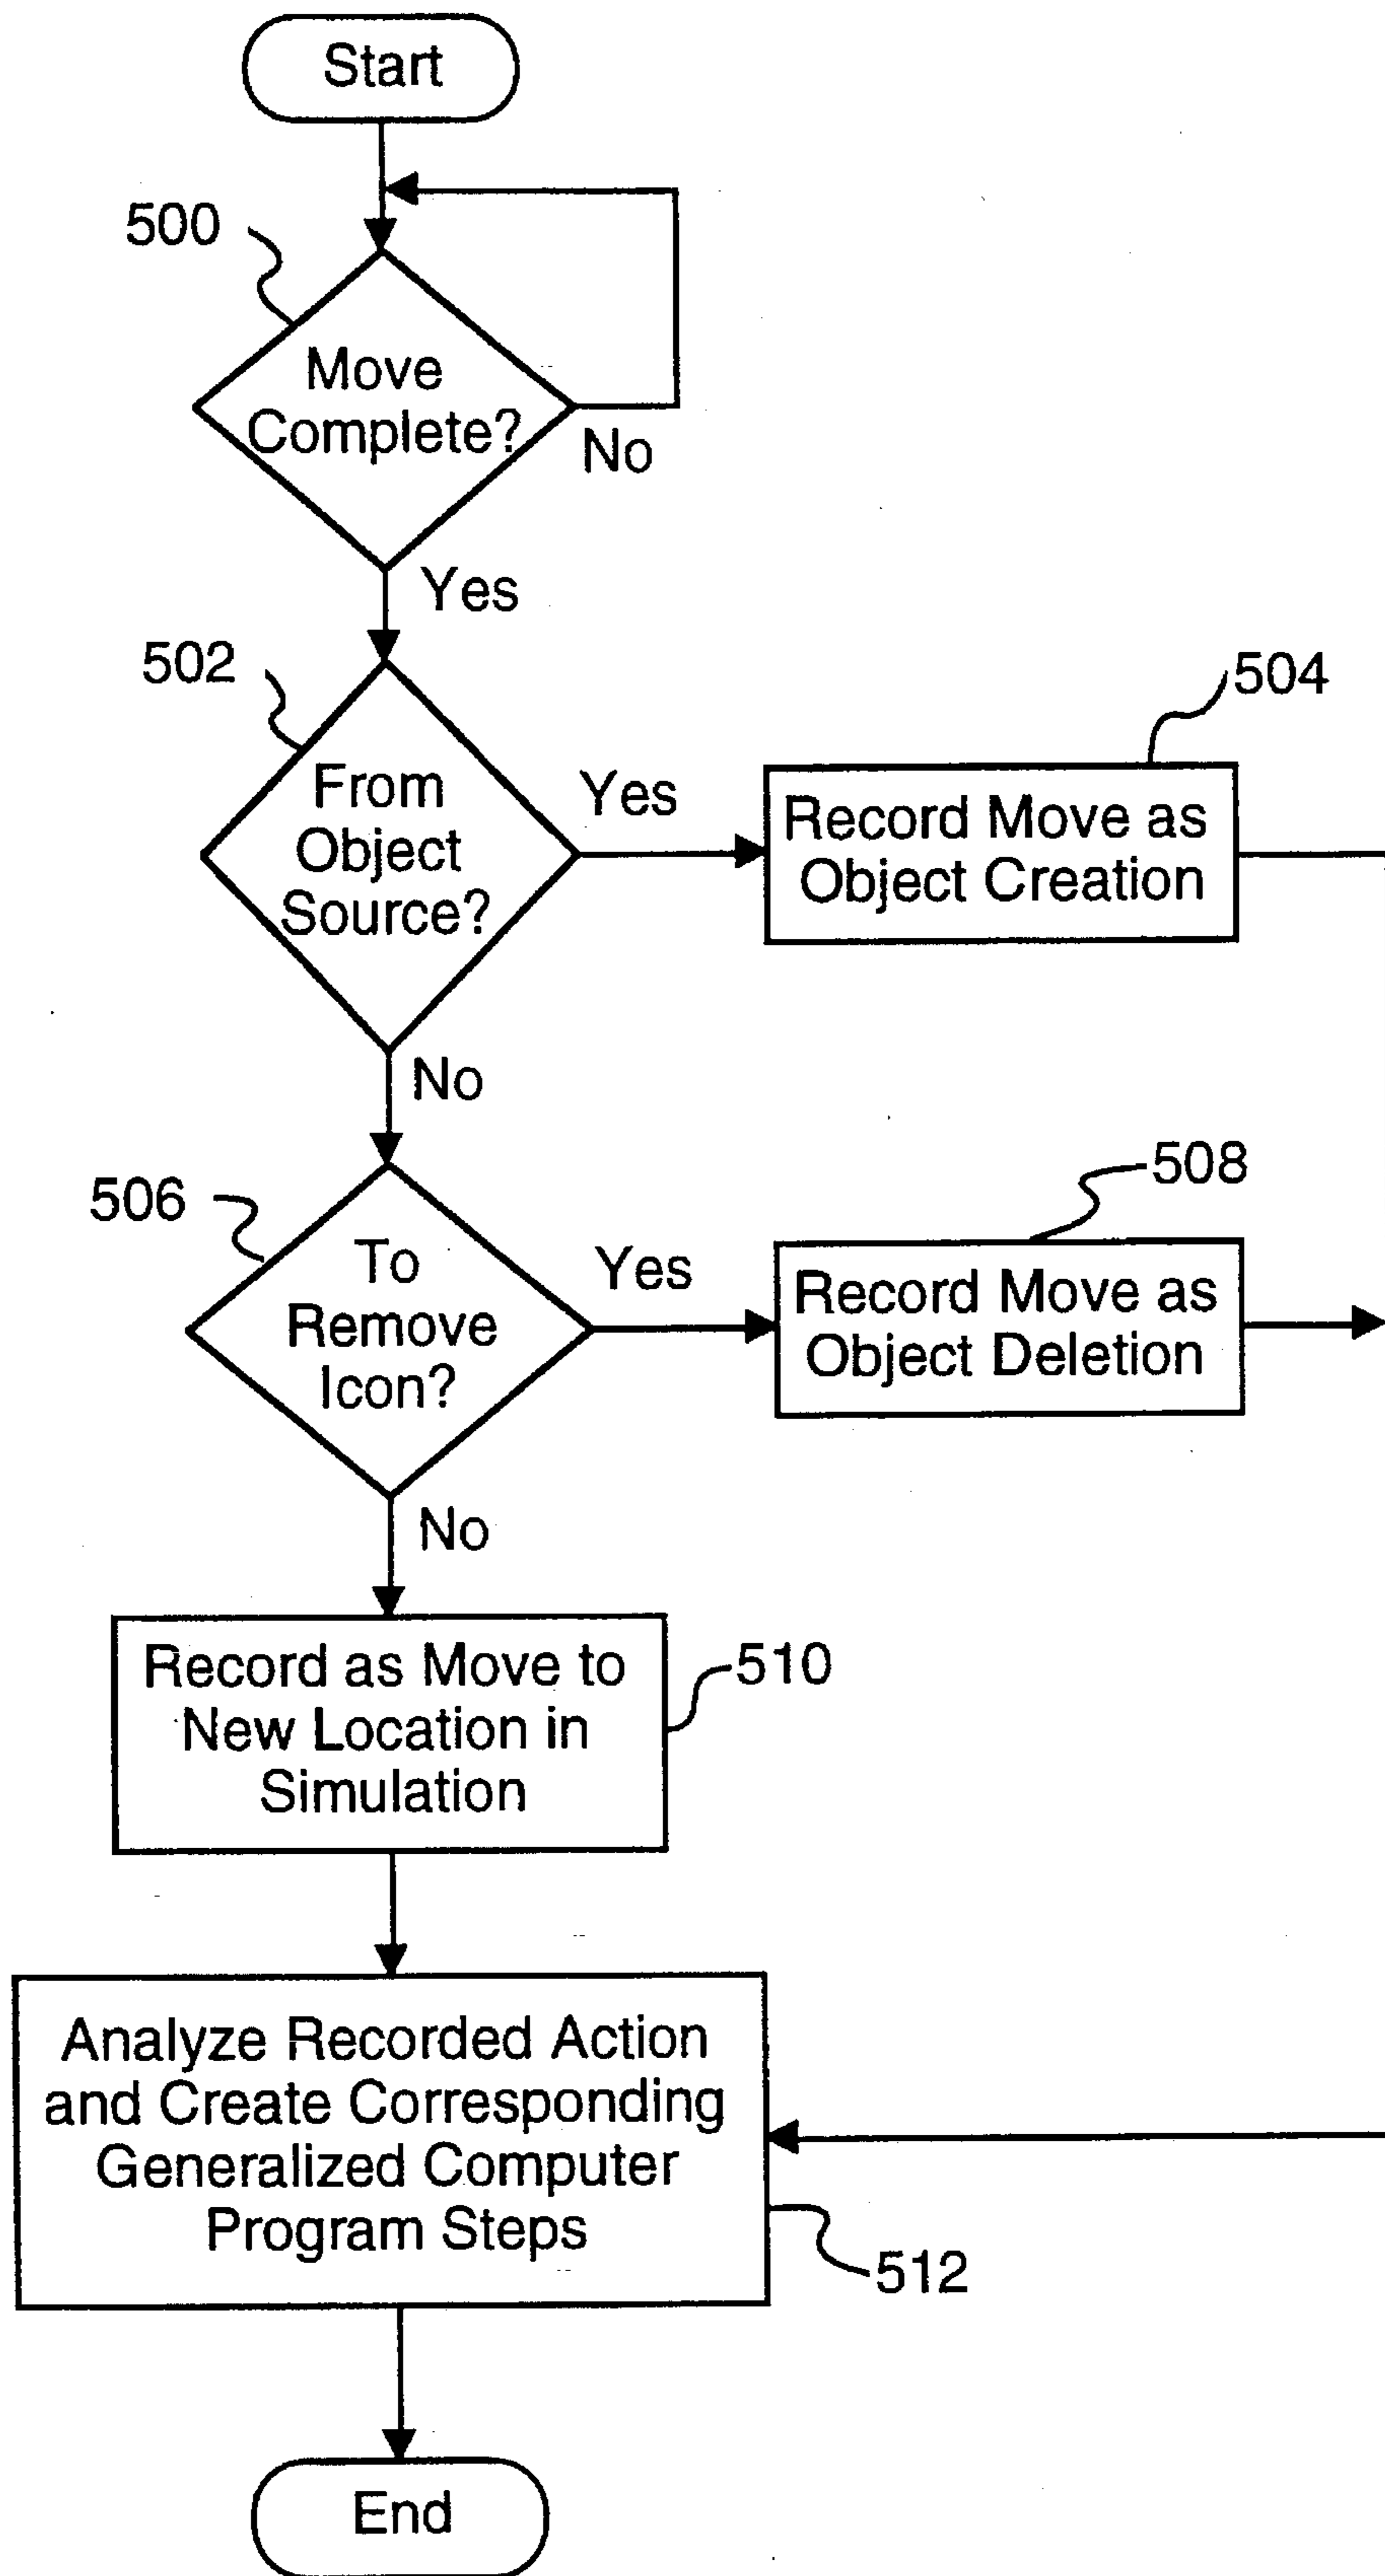 Start
500
Move
Complete?
No
Yes
502
From
Object
Source?
Yes
504
Record Move as
Object Creation
No
506
To
Remove
Icon?
Yes
508
Record Move as
Object Deletion
No
Record as Move to
New Location in
Simulation
510
Analyze Recorded Action
and Create Corresponding
Generalized Computer
Program Steps
512
End